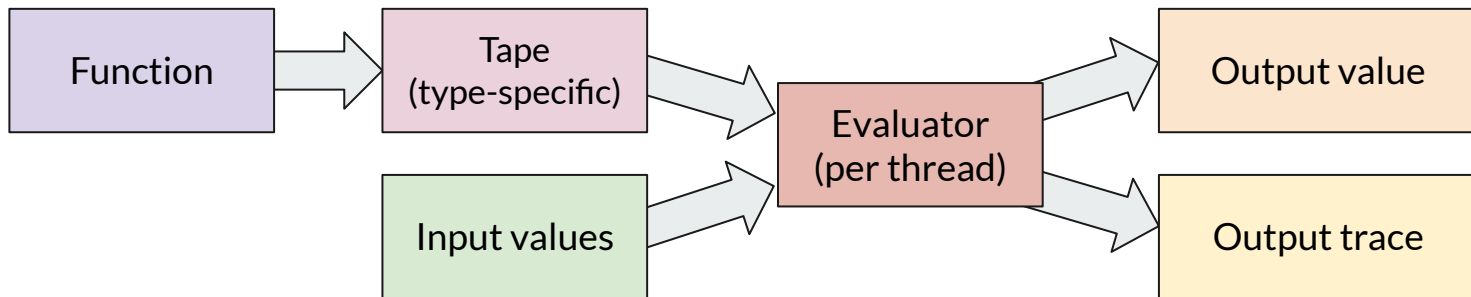 Function
Tape
(type-specific)
Evaluator
(per thread)
Output value
Input values
Output trace